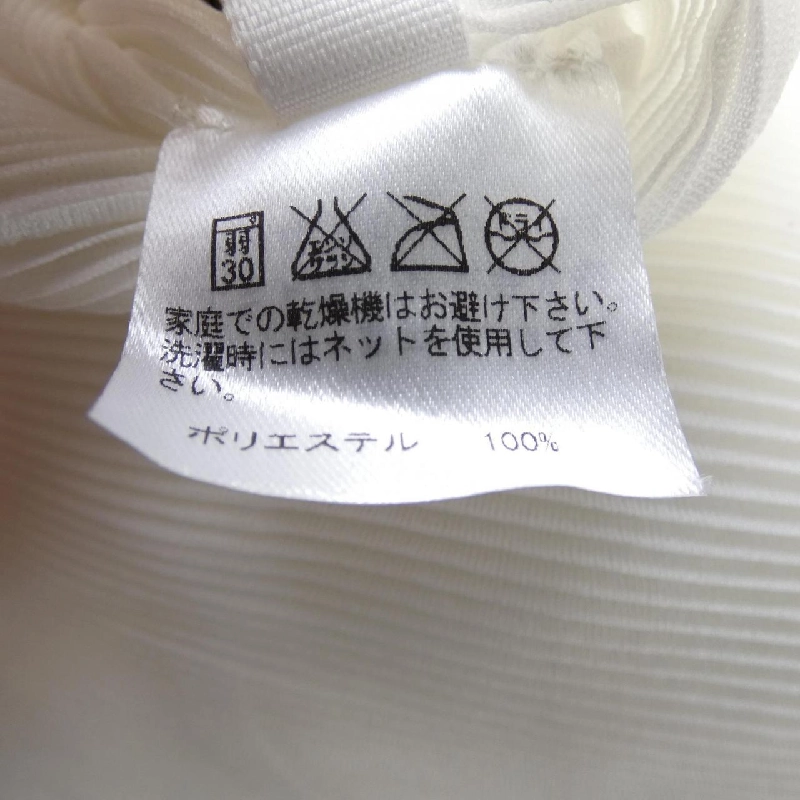 弱
30
エンソ
サラシ
ドライ
家庭での乾燥機はお避け下さい。
洗濯時にはネットを使用して下
さい。
ポリエステル 100%